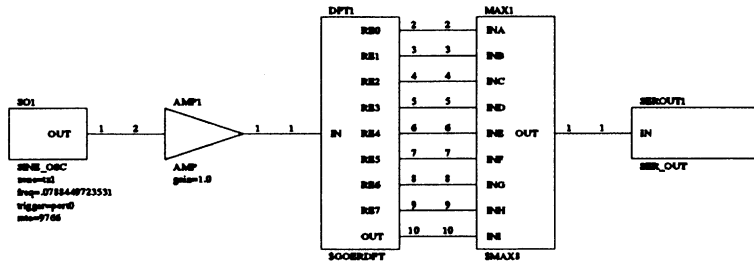 DFT1
MAX1
RE0 2 2 INA
RE1 3 3 INB
RE2 4 4 INC
SO1
AMP1
RE3 5 5 IND
SEROUT1
OUT 1 2 1 1 IN RE4 6 6 INE OUT 1 1 IN
RE5 7 7 INF
SINE_OSC
AMP
SER_OUT
gain=1.0
freq=.0788449723531
RE6 8 8 ING
trigger=port0
RE7 9 9 INH
OUT 10 10 INI
SGOERDFT
SMAX8